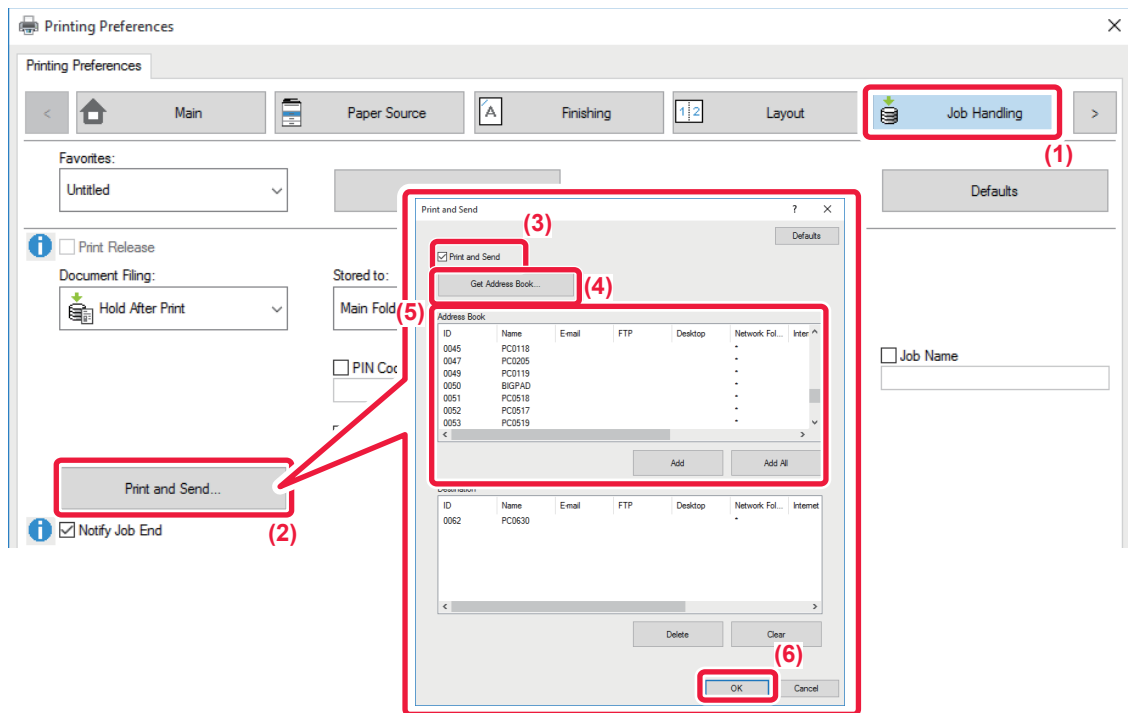 Printing Preferences
Printing Preferences
< Main Paper Source A Finishing 1 2 Layout Job Handling >
(1)
Favorites:
Untitled Defaults
Print and Send ? ×
Defaults
(3)
Print Release
Print and Send
Document Filing: Stored to:
Get Address Book... (4)
Hold After Print Main Fold
(5)
Address Book
ID Name E-mail FTP Desktop Network Fol... Inter
0045 PC0118 -
0047 PC0205 -
0049 PC0119 -
0050 BIGPAD -
0051 PC0518 -
0052 PC0517 -
0053 PC0519 -
PIN Coc
Job Name
Add Add All
Print and Send...
(2)
Notify Job End
Destination
ID Name E-mail FTP Desktop Network Fol... Internet
0062 PC0630 -
Delete Clear
(6)
OK Cancel